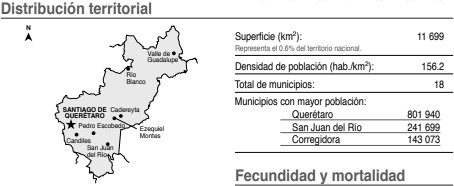 Distribución territorial
N
Valle de
Guadalupe
Río
Blanco
SANTIAGO DE
QUERÉTARO
Cadereyta
Pedro Escobedo
Ezequiel
Montes
Candiles
San Juan
del Río
Superficie (km²): 11 699
Representa el 0.6% del territorio nacional.
Densidad de población (hab./km²): 156.2
Total de municipios: 18
Municipios con mayor población:
Querétaro 801 940
San Juan del Río 241 699
Corregidora 143 073
Fecundidad y mortalidad